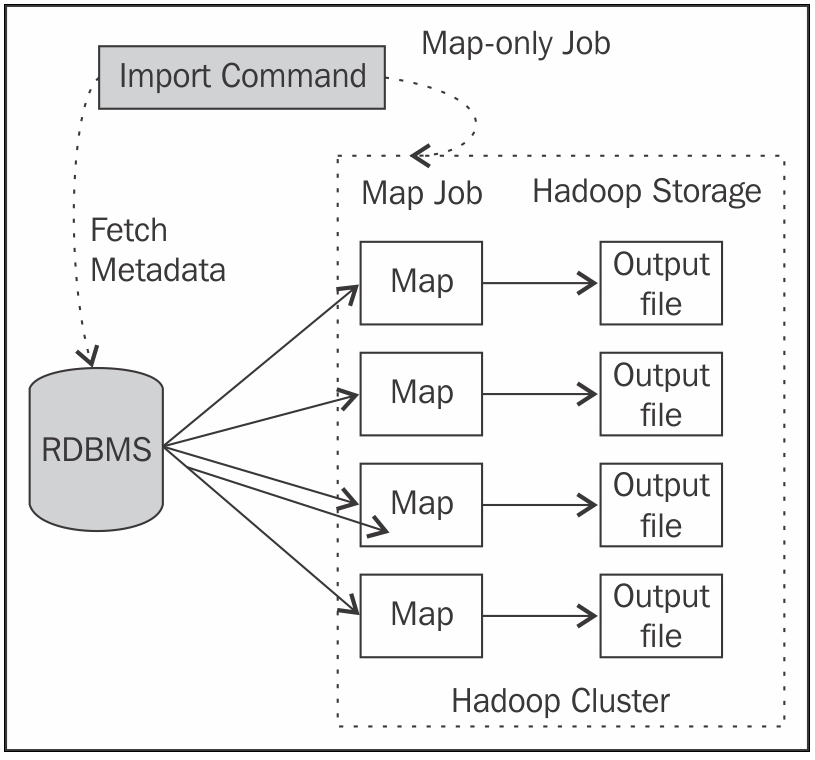 Map-only Job
Import Command
Map Job
Hadoop Storage
Fetch
Metadata
Map
Output
file
Map
Output
file
RDBMS
Map
Output
file
Map
Output
file
Hadoop Cluster